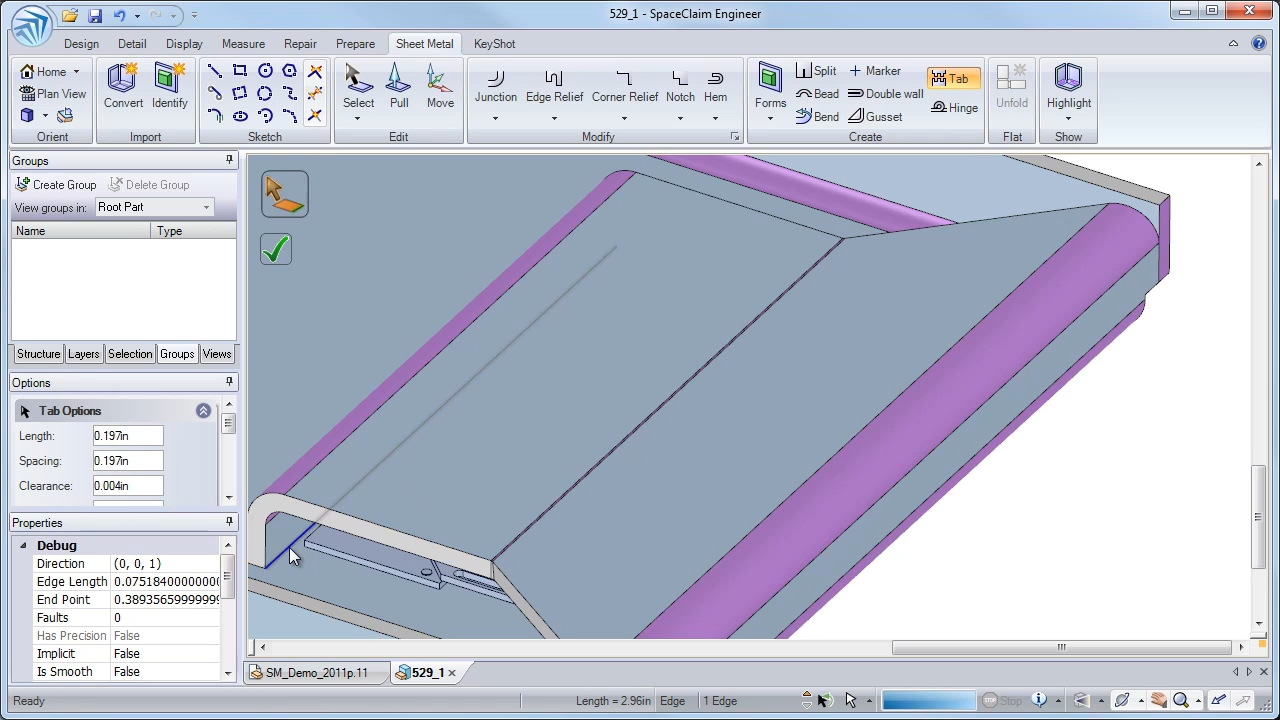 529_1 - SpaceClaim Engineer
Design Detail Display Measure Repair Prepare Sheet Metal KeyShot
Home
Plan View
Orient
Convert Identify
Import
Sketch
Select Pull Move
Edit
Junction Edge Relief Corner Relief Notch Hem
Modify
Forms
Split Marker Tab
Bead Double wall Hinge
Bend Gusset
Create
Unfold
Flat
Highlight
Show
Groups
Create Group Delete Group
View groups in: Root Part
Name Type
Structure Layers Selection Groups Views
Options
Tab Options
Length: 0.197in
Spacing: 0.197in
Clearance: 0.004in
Properties
Debug
Direction (0, 0, 1)
Edge Length 0.0751840000000
End Point 0.3893565999999
Faults 0
Has Precision False
Implicit False
Is Smooth False
SM_Demo_2011p.11 529_1
Ready Length = 2.96in Edge 1 Edge Stop